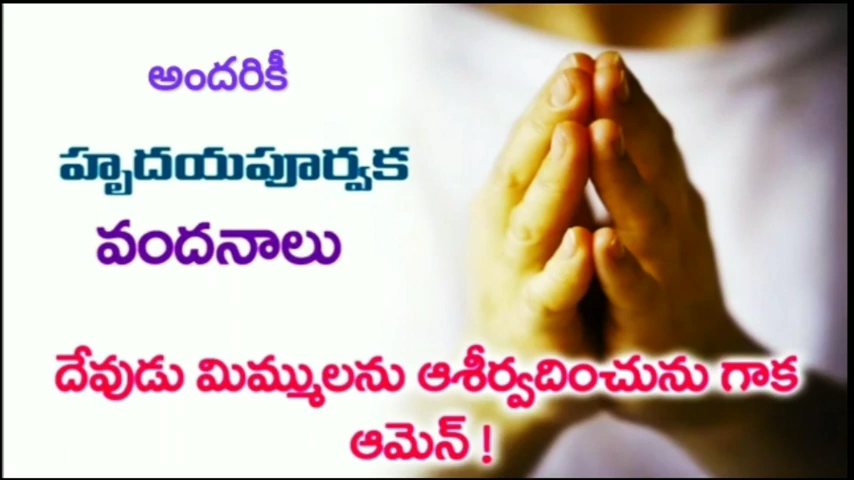 అందరికీ
హృదయపూర్వక
వందనాలు
దేవుడు మిమ్ములను ఆశీర్వదించును గాక
ఆమెన్ !